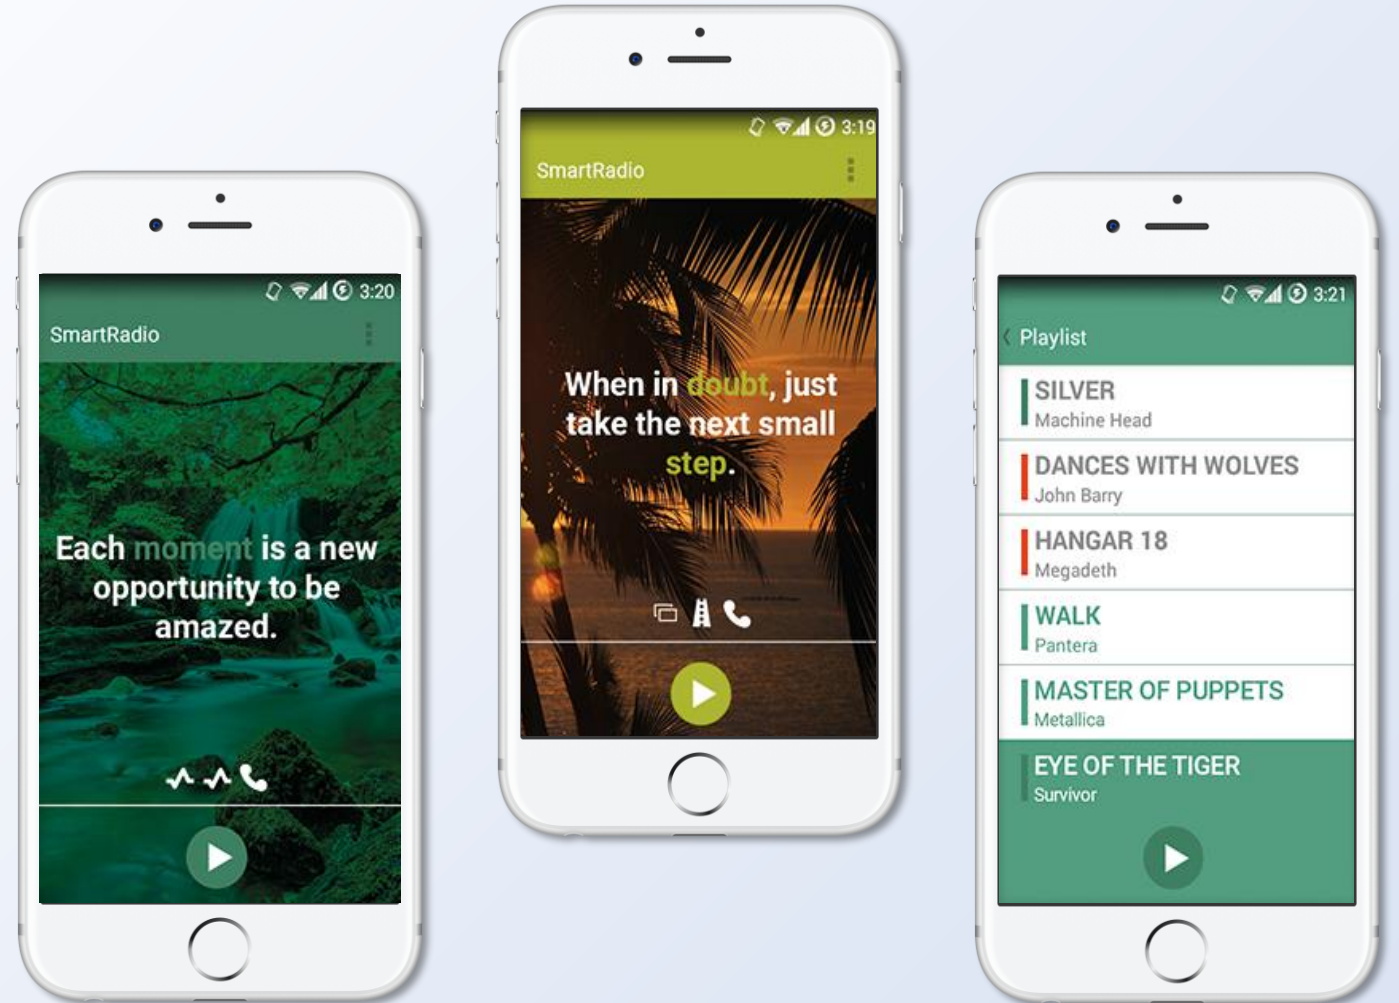 3:20
SmartRadio
Each moment is a new
opportunity to be
amazed.
3:19
SmartRadio
When in doubt, just
take the next small
step.
3:21
Playlist
SILVER
Machine Head
DANCES WITH WOLVES
John Barry
HANGAR 18
Megadeth
WALK
Pantera
MASTER OF PUPPETS
Metallica
EYE OF THE TIGER
Survivor